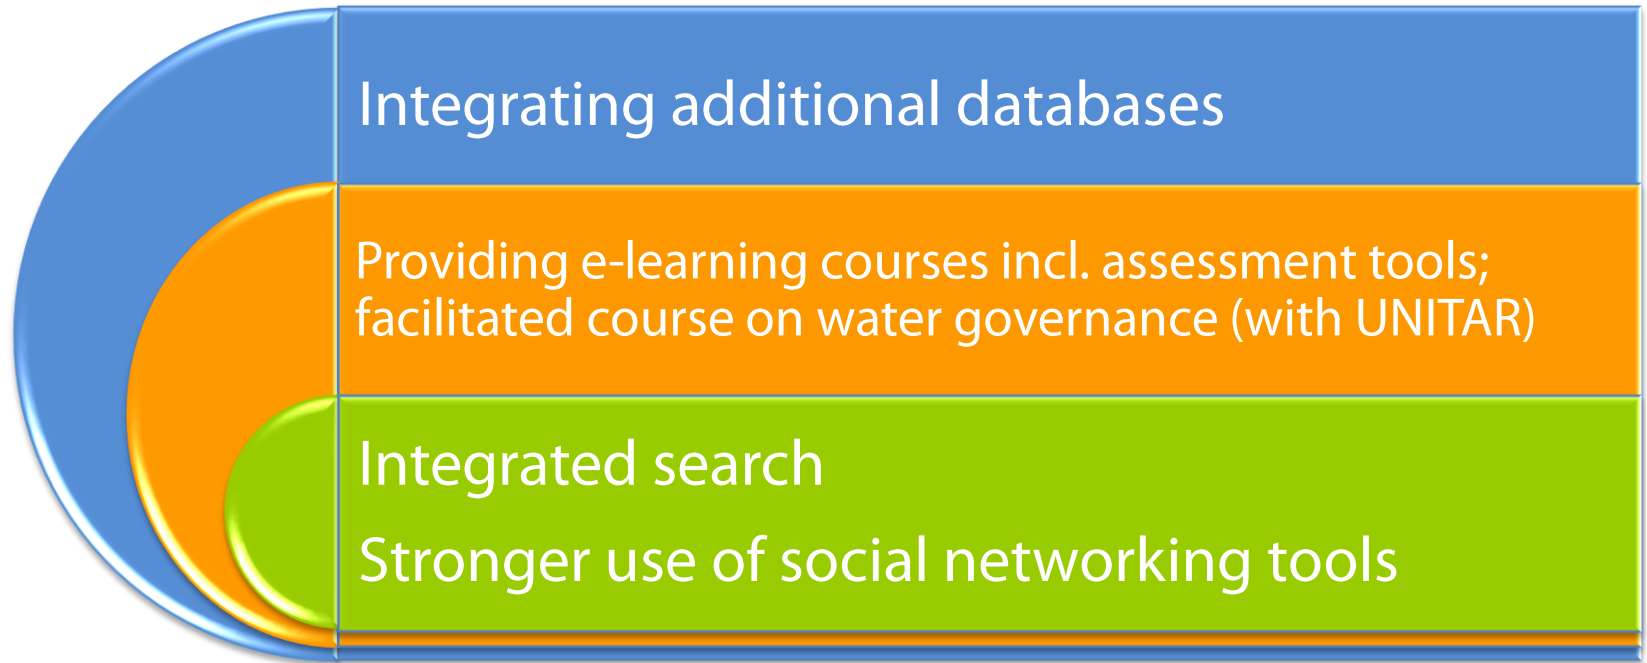 Integrating additional databases
Providing e-learning courses incl. assessment tools;
facilitated course on water governance (with UNITAR)
Integrated search
Stronger use of social networking tools